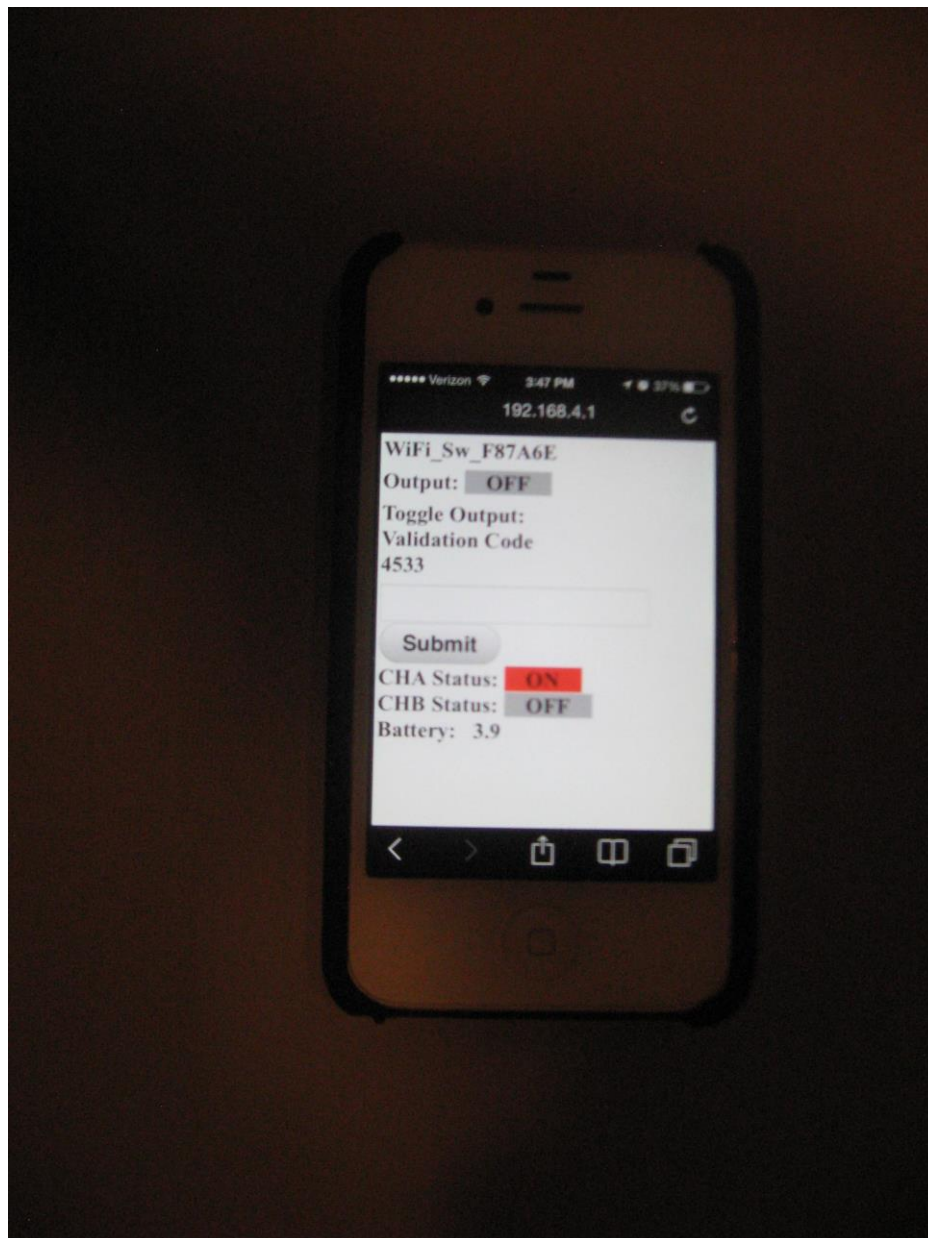 Verizon 3:47 PM 37%
192.168.4.1
WiFi_Sw_F87A6E
Output: OFF
Toggle Output:
Validation Code
4533
Submit
CHA Status: ON
CHB Status: OFF
Battery: 3.9